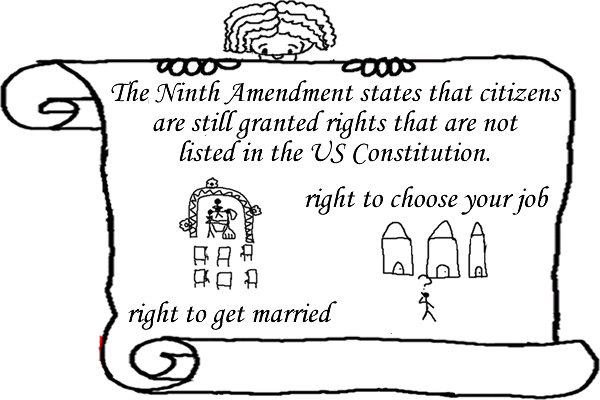 The Ninth Amendment states that citizens
are still granted rights that are not
listed in the US Constitution.
right to choose your job
?
right to get married